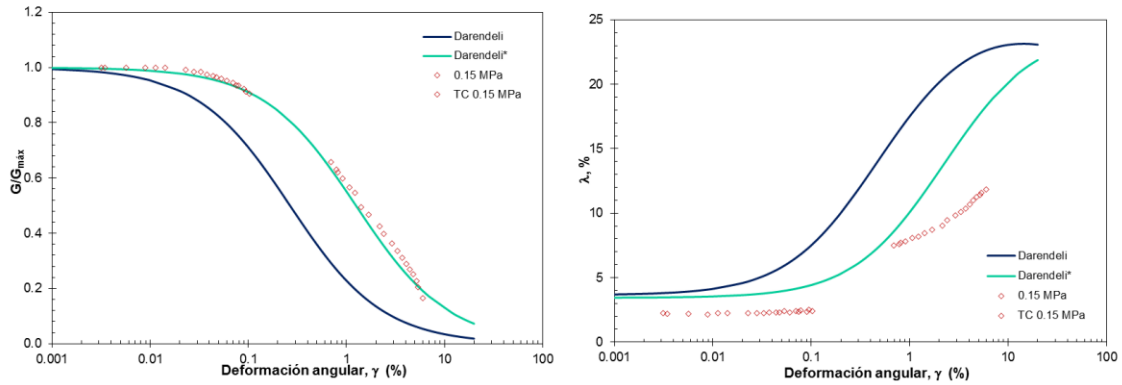 1.2
1.0
0.8
0.6
0.4
0.2
0.0
G/Gmáx
Darendeli
Darendeli*
0.15 MPa
TC 0.15 MPa
0.001 0.01 0.1 1 10 100
Deformación angular, γ (%)
25
20
15
10
5
0
λ, %
Darendeli
Darendeli*
0.15 MPa
TC 0.15 MPa
0.001 0.01 0.1 1 10 100
Deformación angular, γ (%)